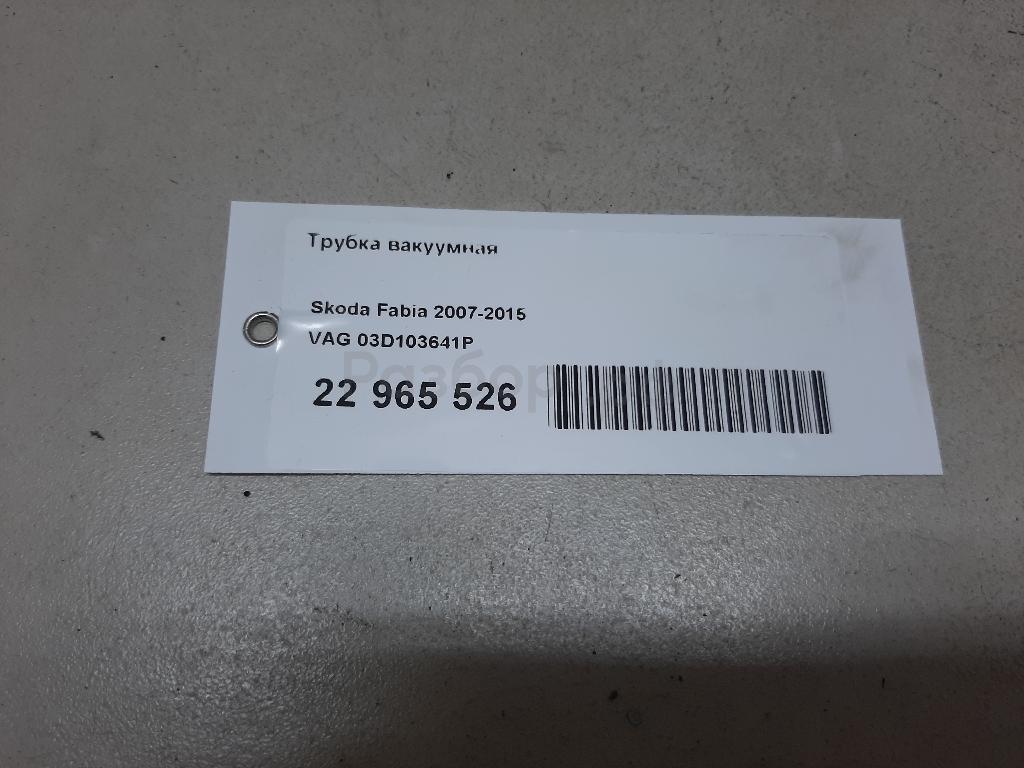 Трубка вакуумная
Skoda Fabia 2007-2015
VAG 03D103641P
22 965 526